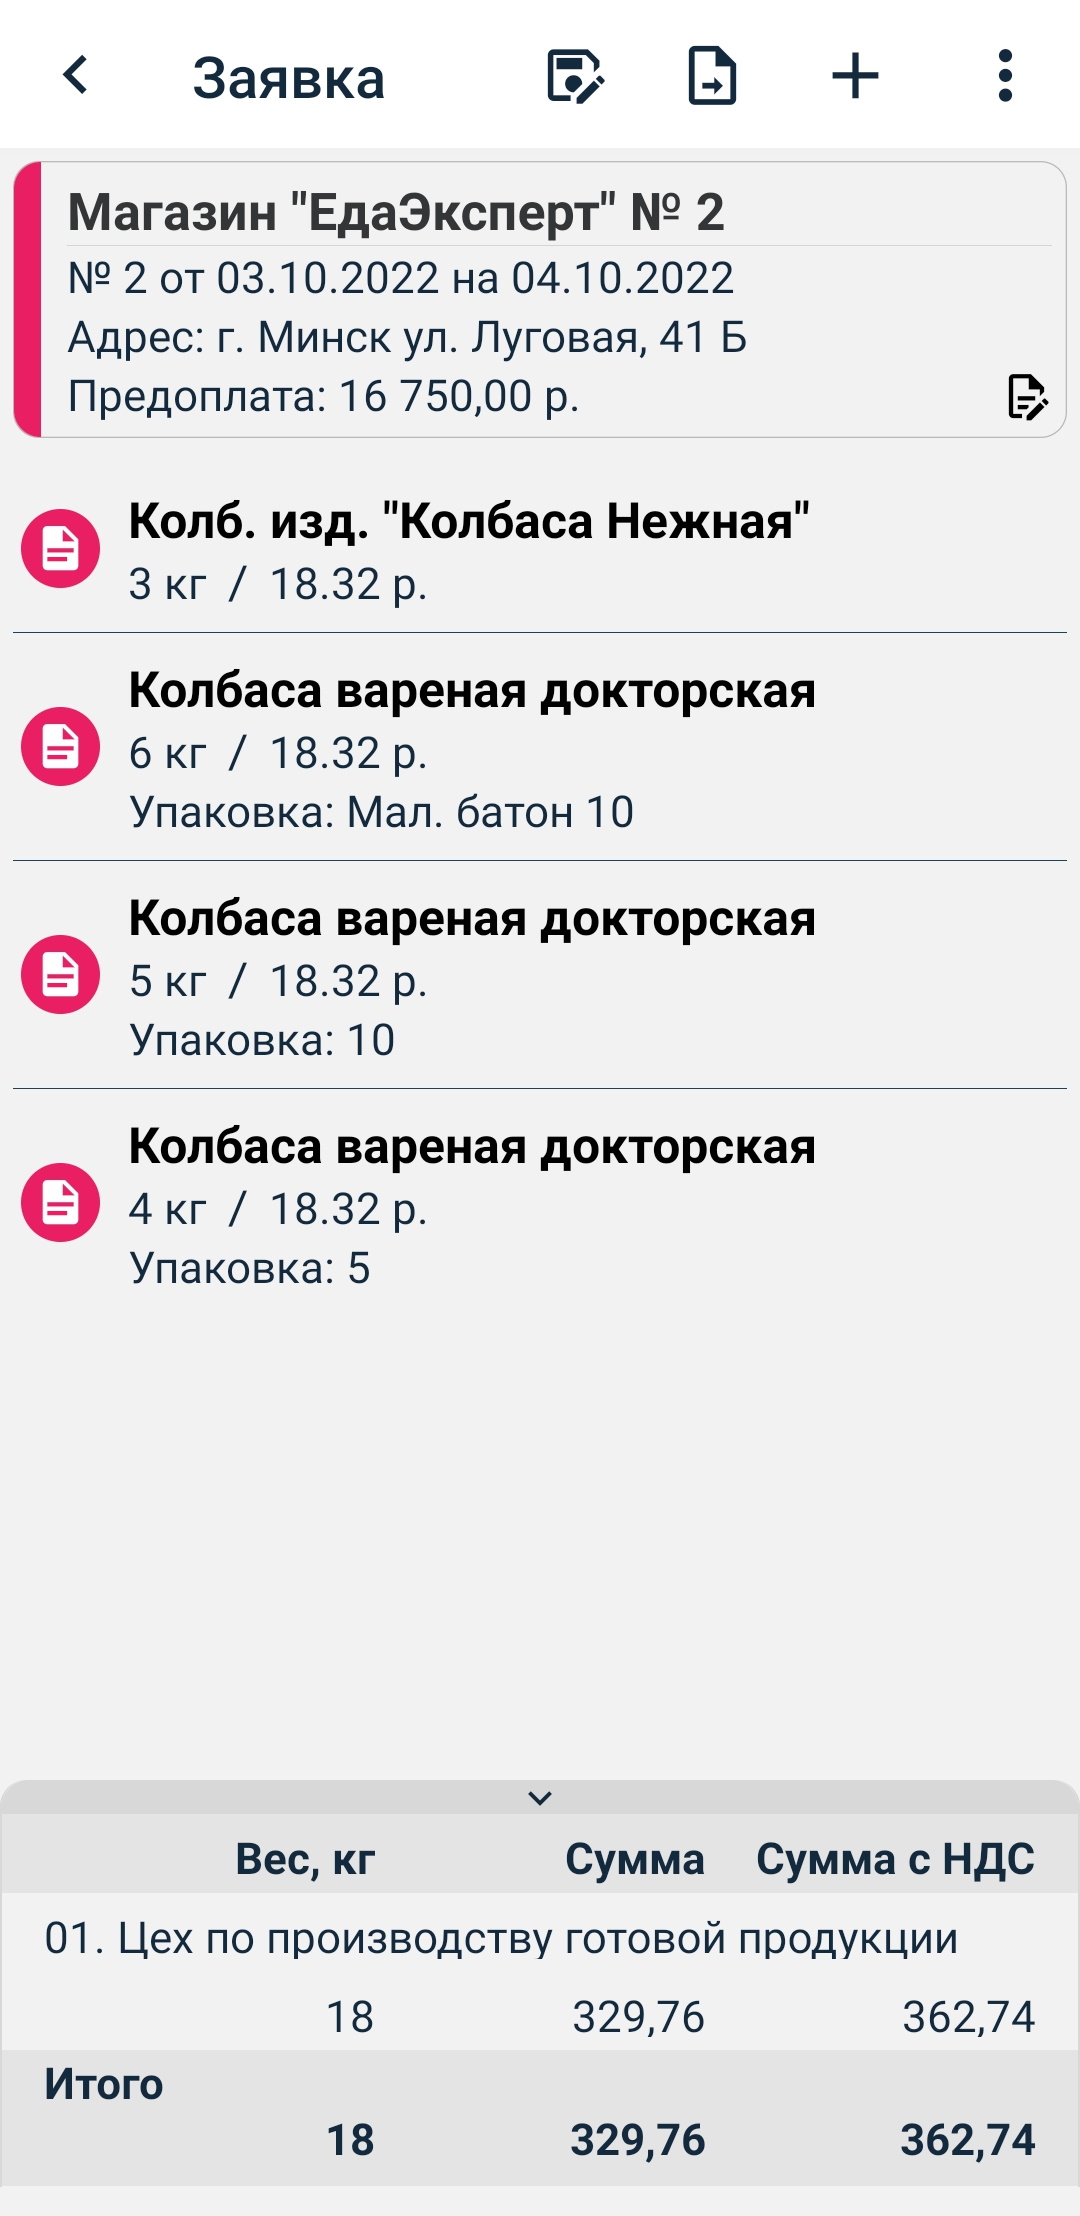 Заявка
Магазин "ЕдаЭксперт" № 2
№ 2 от 03.10.2022 на 04.10.2022
Адрес: г. Минск ул. Луговая, 41 Б
Предоплата: 16 750,00 р.
Колб. изд. "Колбаса Нежная"
3 кг / 18.32 р.
Колбаса вареная докторская
6 кг / 18.32 р.
Упаковка: Мал. батон 10
Колбаса вареная докторская
5 кг / 18.32 р.
Упаковка: 10
Колбаса вареная докторская
4 кг / 18.32 р.
Упаковка: 5
Вес, кг Сумма Сумма с НДС
01. Цех по производству готовой продукции
18 329,76 362,74
Итого
18 329,76 362,74